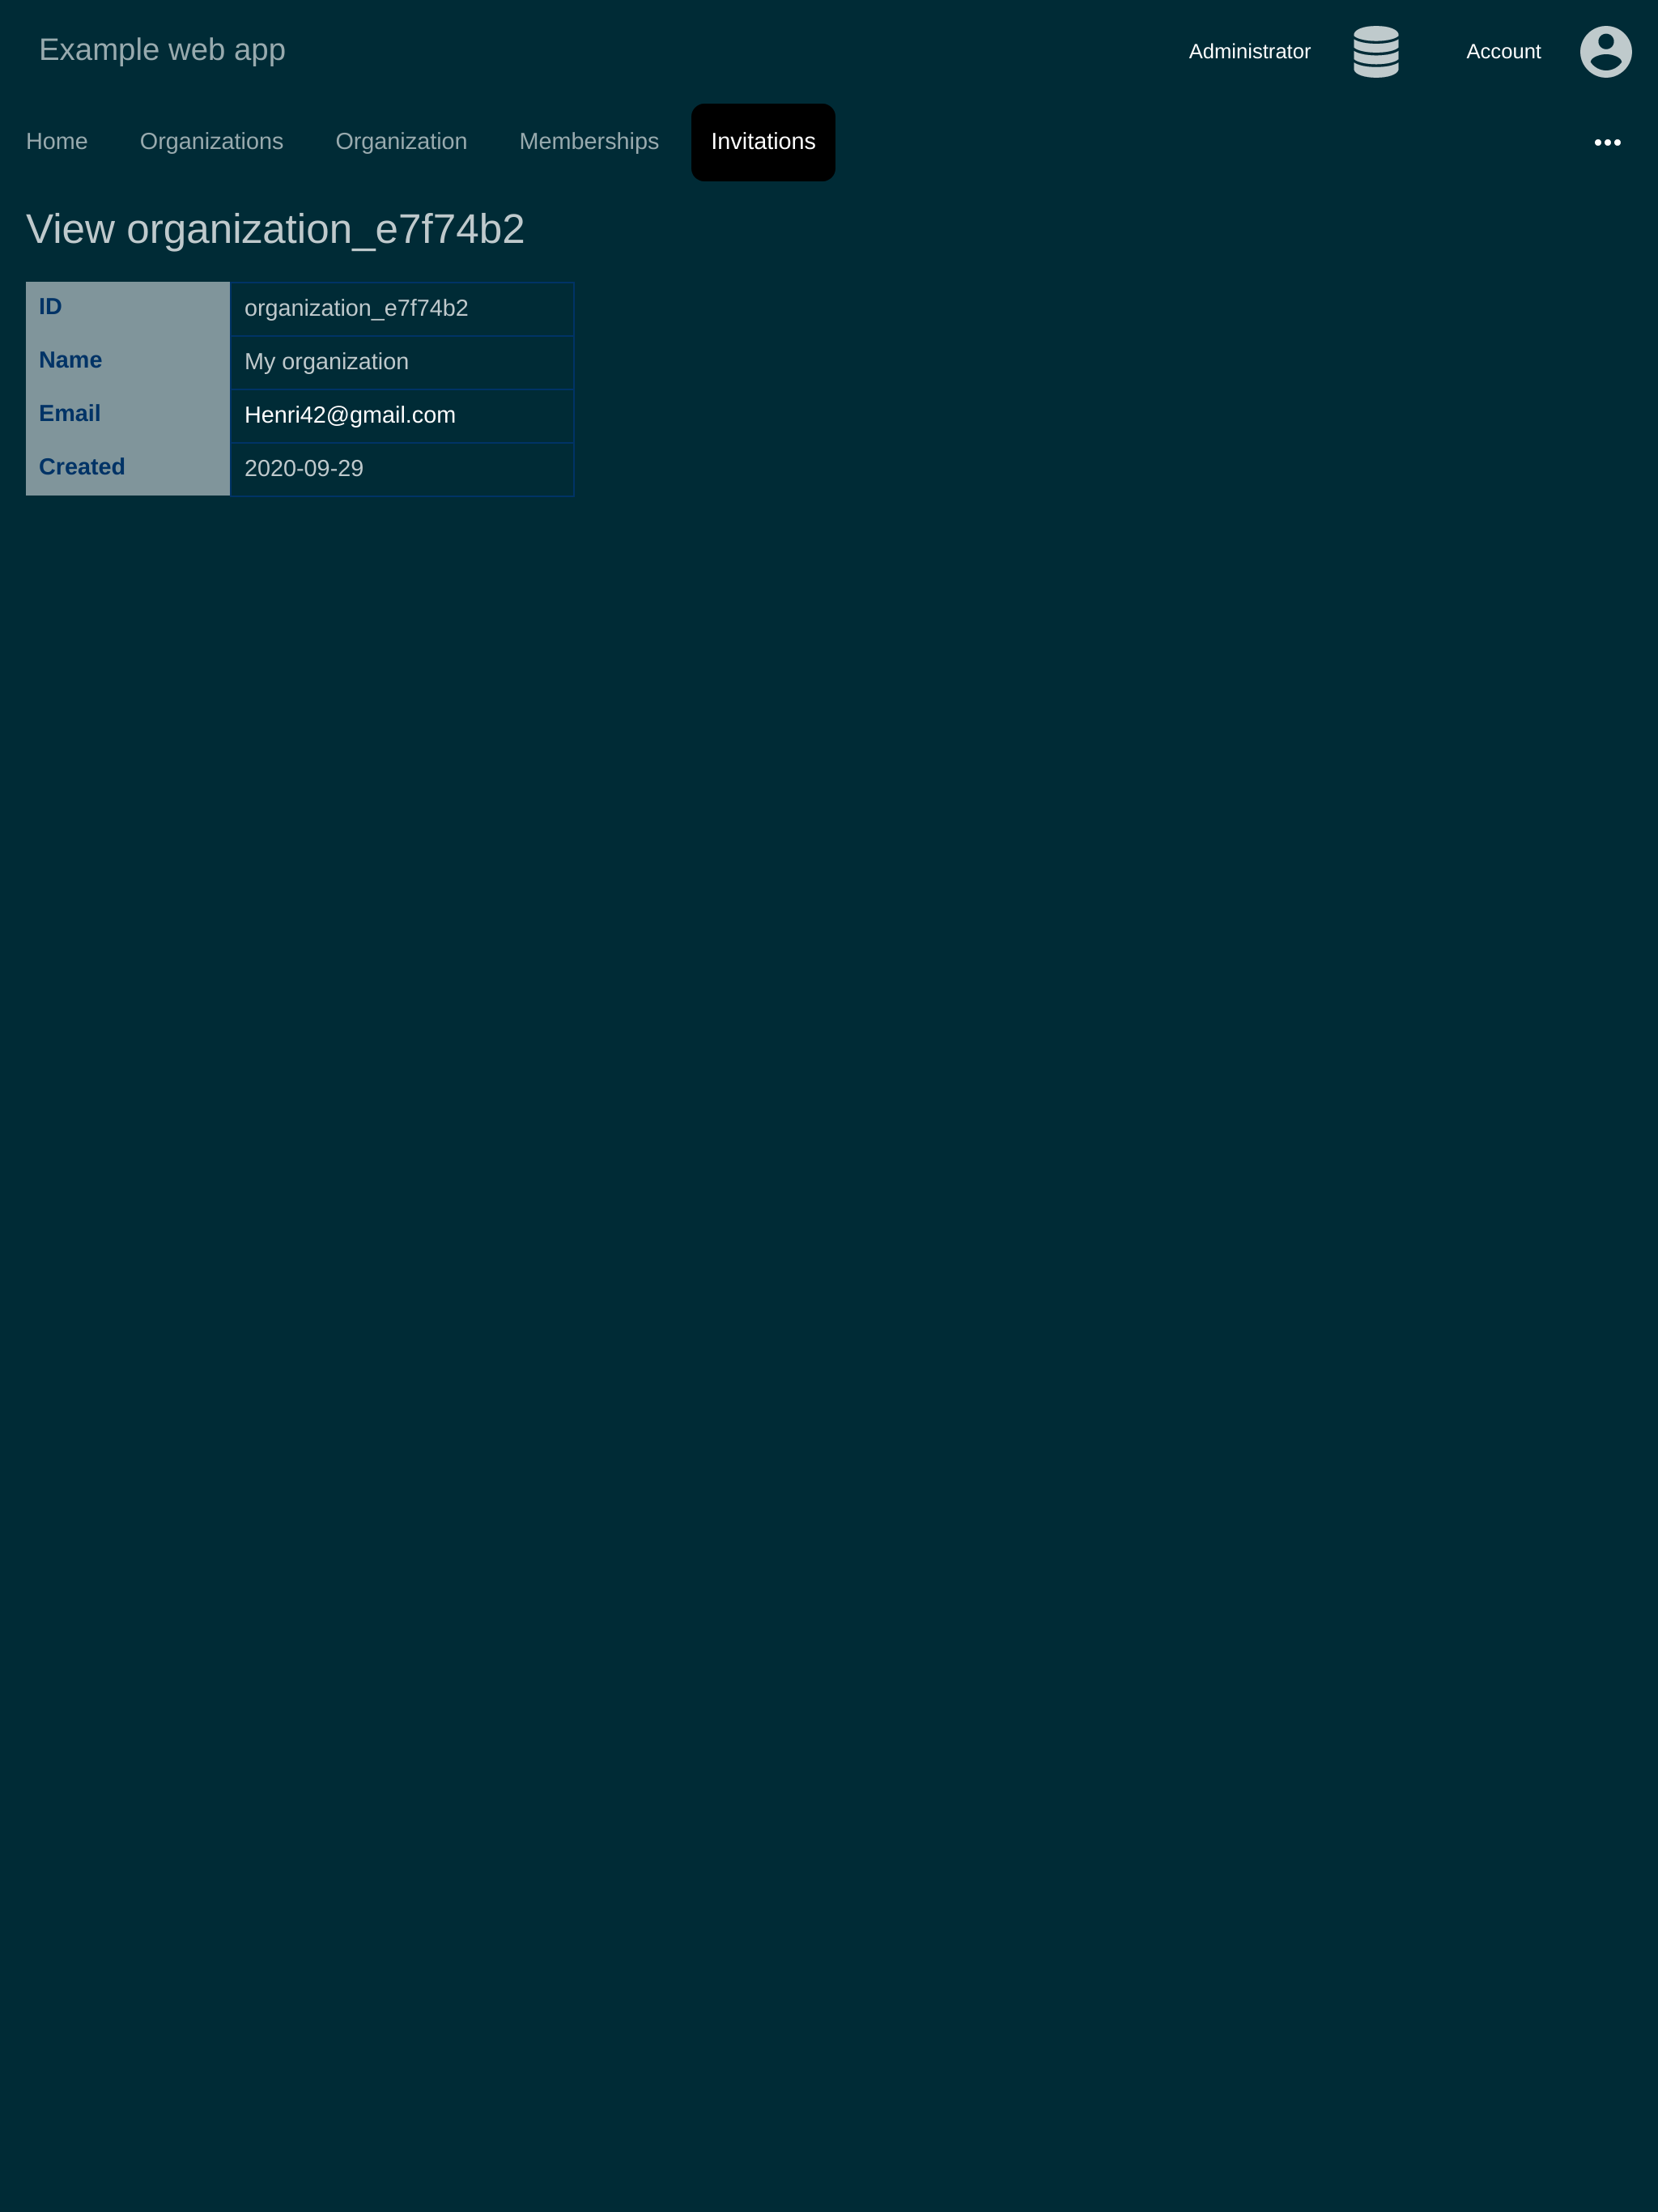 Example web app
Administrator
Account
Home Organizations Organization Memberships Invitations
View organization_e7f74b2
ID organization_e7f74b2
Name My organization
Email Henri42@gmail.com
Created 2020-09-29